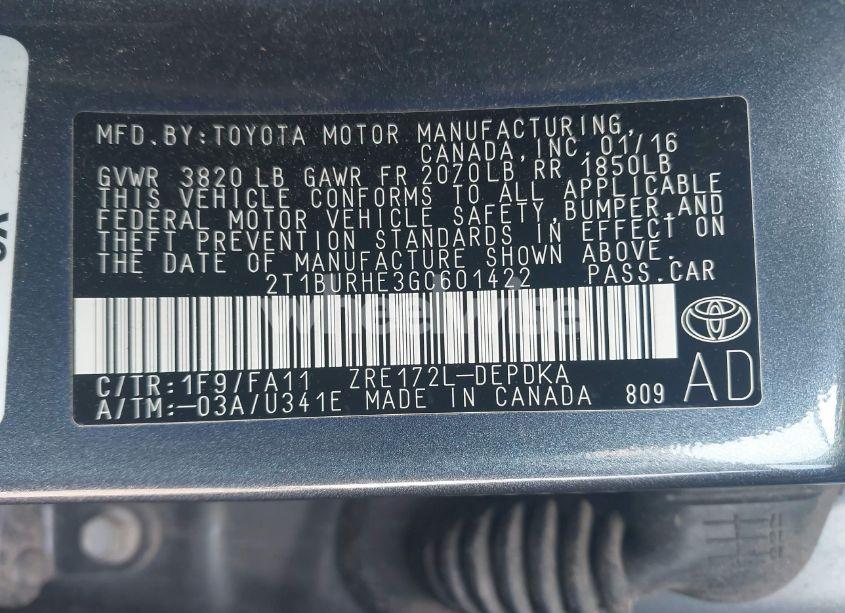 MFD.BY:TOYOTA MOTOR MANUFACTURING,
CANADA,INC.01/16
GVWR 3820 LB GAWR FR 2070LB RR 1850LB
THIS VEHICLE CONFORMS TO ALL APPLICABLE
FEDERAL MOTOR VEHICLE SAFETY,BUMPER,AND
THEFT PREVENTION STANDARDS IN EFFECT ON
THE DATE OF MANUFACTURE SHOWN ABOVE.
2T1BURHE3GC601422 PASS.CAR
wheelwise
C/TR:1F9/FA11 ZRE172L-DEPDKA
A/TM:-03A/U341E MADE IN CANADA 809
AD